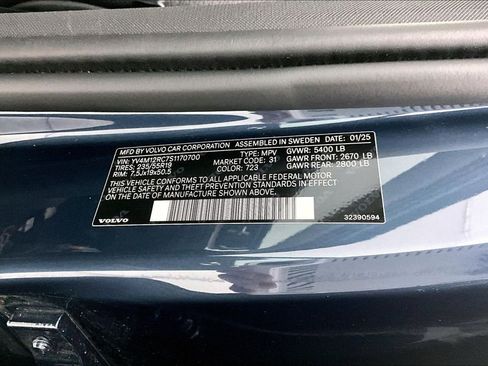 MFD BY VOLVO CAR CORPORATION ASSEMBLED IN SWEDEN 01/25
VIN: YV4M12RC7S1170700 TYPE: MPV GVWR: 5400 LB
TIRES: 235/55R19 MARKET CODE: 31 GAWR FRONT: 2670 LB
RIM: 7,5Jx19x50.5 COLOR: 723 GAWR REAR: 2800 LB
THIS VEHICLE CONFORMS TO ALL APPLICABLE FEDERAL MOTOR
VEHICLE SAFETY AND THEFT PREVENTION STANDARDS IN EFFECT
ON THE DATE OF MANUFACTURE SHOWN ABOVE.
VOLVO 32390594